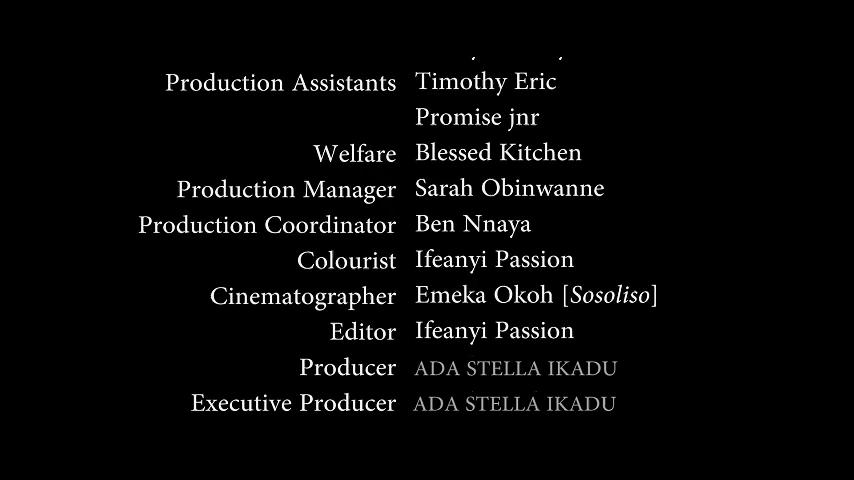 Production Assistants Timothy Eric
Promise jnr
Welfare Blessed Kitchen
Production Manager Sarah Obinwanne
Production Coordinator Ben Nnaya
Colourist Ifeanyi Passion
Cinematographer Emeka Okoh [Sosoliso]
Editor Ifeanyi Passion
Producer ADA STELLA IKADU
Executive Producer ADA STELLA IKADU